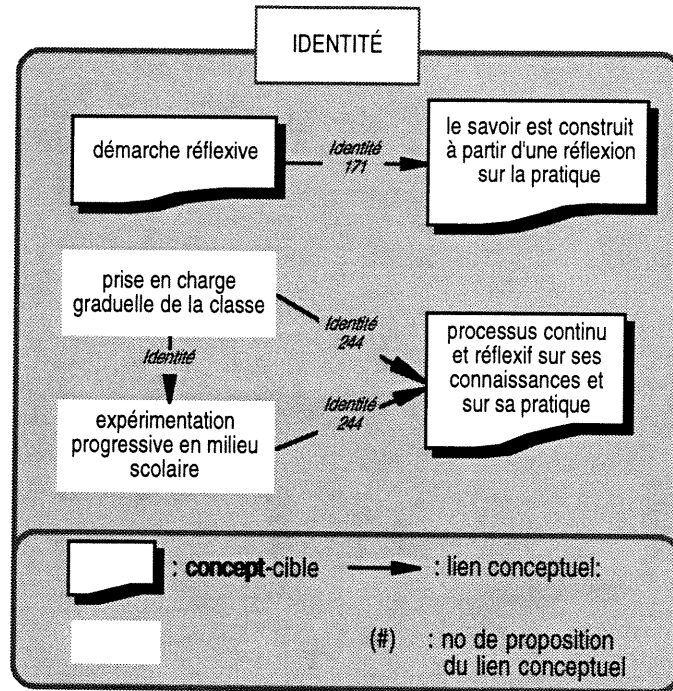 IDENTITÉ
démarche réflexive
Identité
171
le savoir est construit
à partir d'une réflexion
sur la pratique
prise en charge
graduelle de la classe
Identité
244
Identité
expérimentation
progressive en milieu
scolaire
Identité
244
processus continu
et réflexif sur ses
connaissances et
sur sa pratique
: concept-cible
: lien conceptuel:
(#) : no de proposition
du lien conceptuel